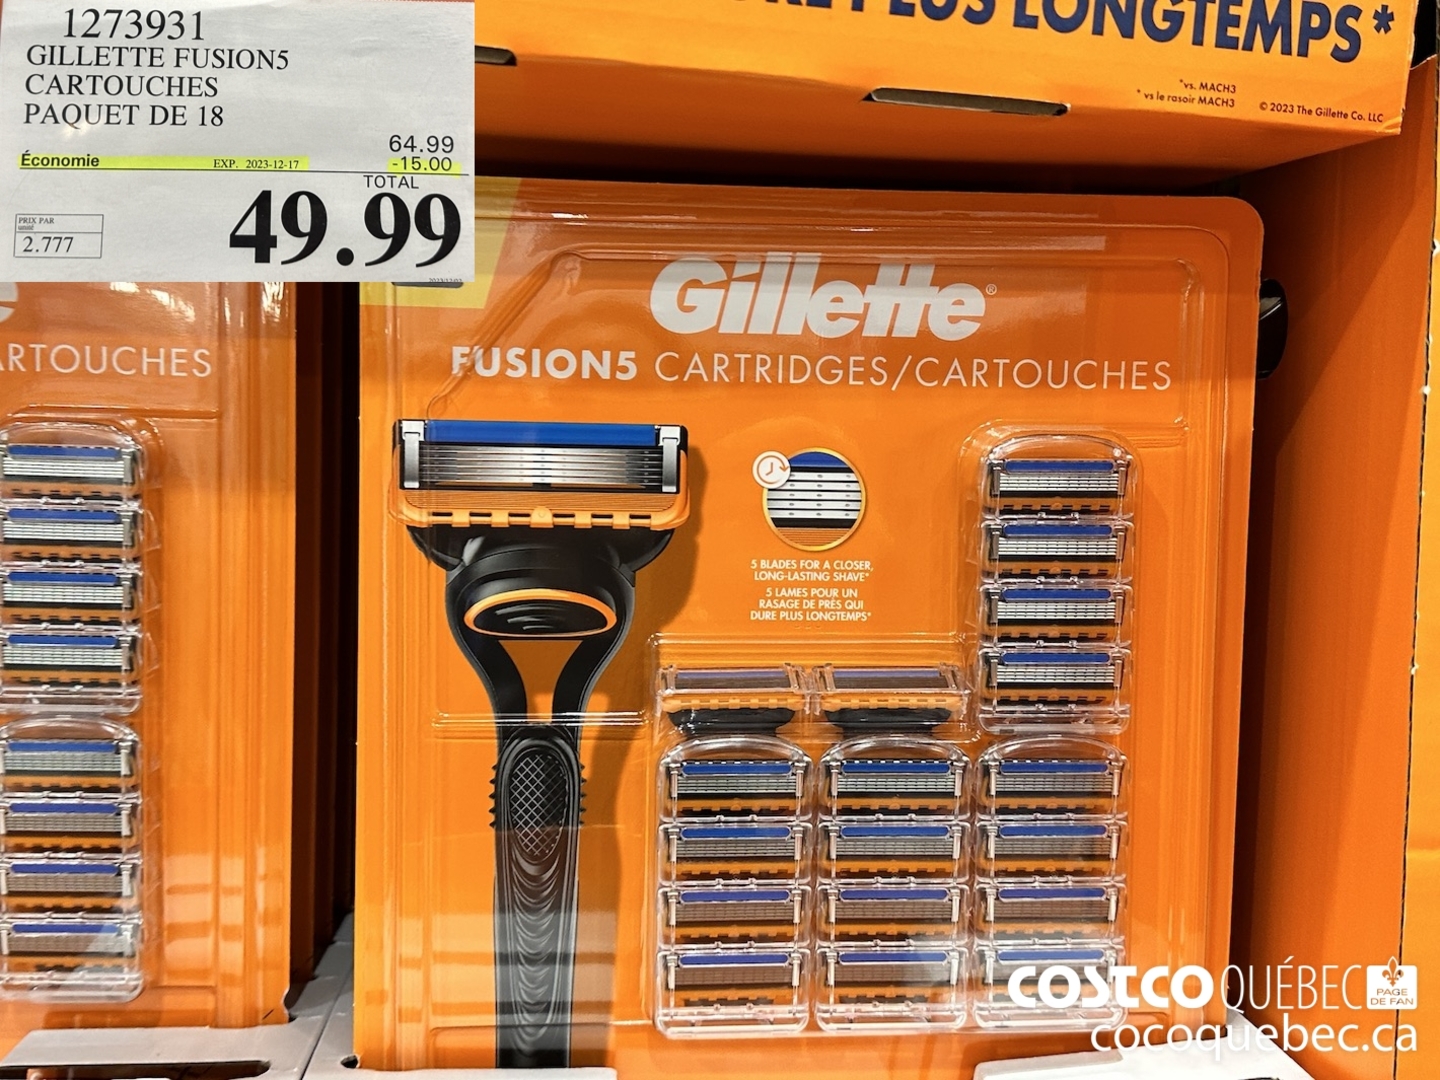 1273931
GILLETTE FUSION5
CARTOUCHES
PAQUET DE 18
64.99
Économie EXP. 2023-12-17 -15.00
TOTAL
49.99
PRIX PAR
unité
2.777
PLUS LONGTEMPS*
*vs. MACH3
* vs le rasoir MACH3
© 2023 The Gillette Co. LLC
Gillette®
FUSION5 CARTRIDGES/CARTOUCHES
5 BLADES FOR A CLOSER,
LONG-LASTING SHAVE*
5 LAMES POUR UN
RASAGE DE PRÈS QUI
DURE PLUS LONGTEMPS*
ARTOUCHES
COSTCO QUÉBEC PAGE
DE FAN
cocoquebec.ca